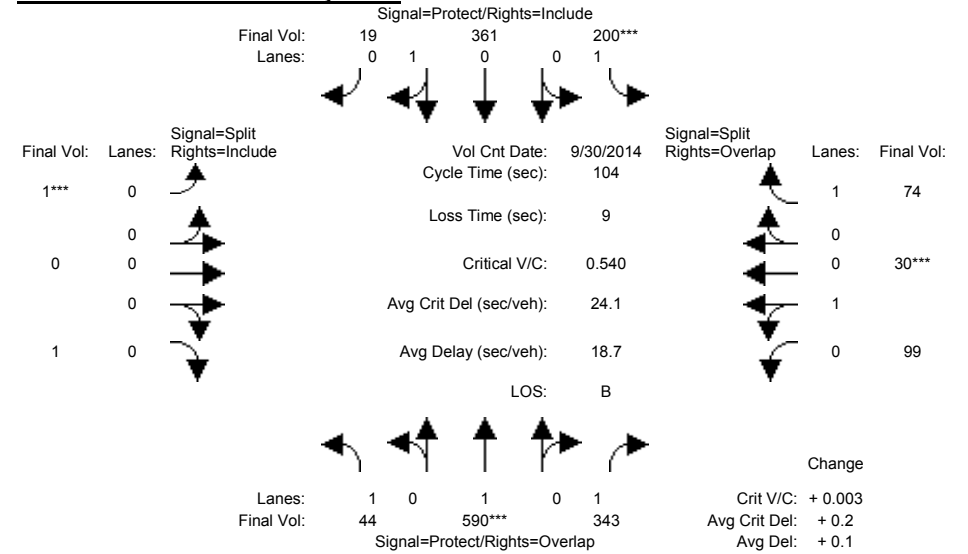 Signal=Protect/Rights=Include
Final Vol: 19 361 200***
Lanes: 0 1 0 0 1
Signal=Split Signal=Split
Final Vol: Lanes: Rights=Include Vol Cnt Date: 9/30/2014 Rights=Overlap Lanes: Final Vol:
Cycle Time (sec): 104
1*** 0 1 74
Loss Time (sec): 9
0 0
0 0 Critical V/C: 0.540 0 30***
0 Avg Crit Del (sec/veh): 24.1 1
1 0 Avg Delay (sec/veh): 18.7 0 99
LOS: B
Change
Lanes: 1 0 1 0 1 Crit V/C: + 0.003
Final Vol: 44 590*** 343 Avg Crit Del: + 0.2
Signal=Protect/Rights=Overlap Avg Del: + 0.1